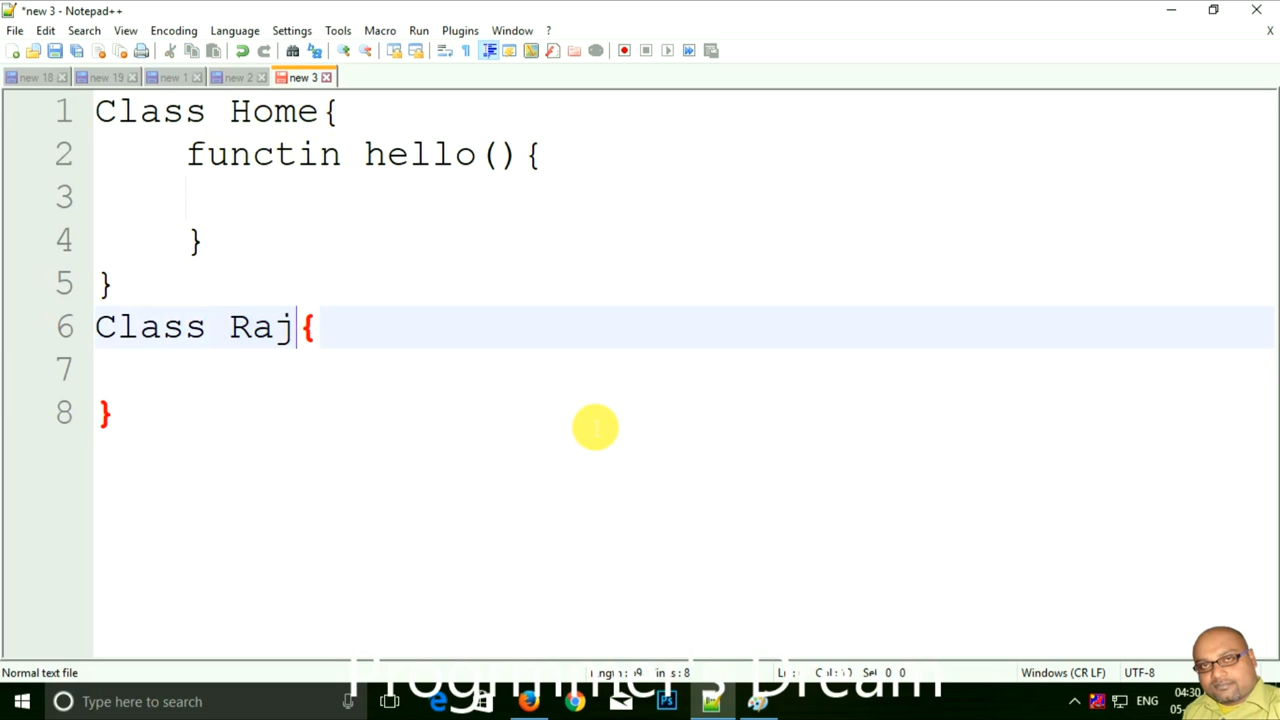 *new 3 - Notepad++
File Edit Search View Encoding Language Settings Tools Macro Run Plugins Window ? X
new 18 new 19 new 1 new 2 new 3
1 Class Home{
2 functin hello(){
3
4 }
5 }
6 Class Raj{
7
8 }
Normal text file Windows (CR LF) UTF-8
Type here to search Dream ENG 04:30